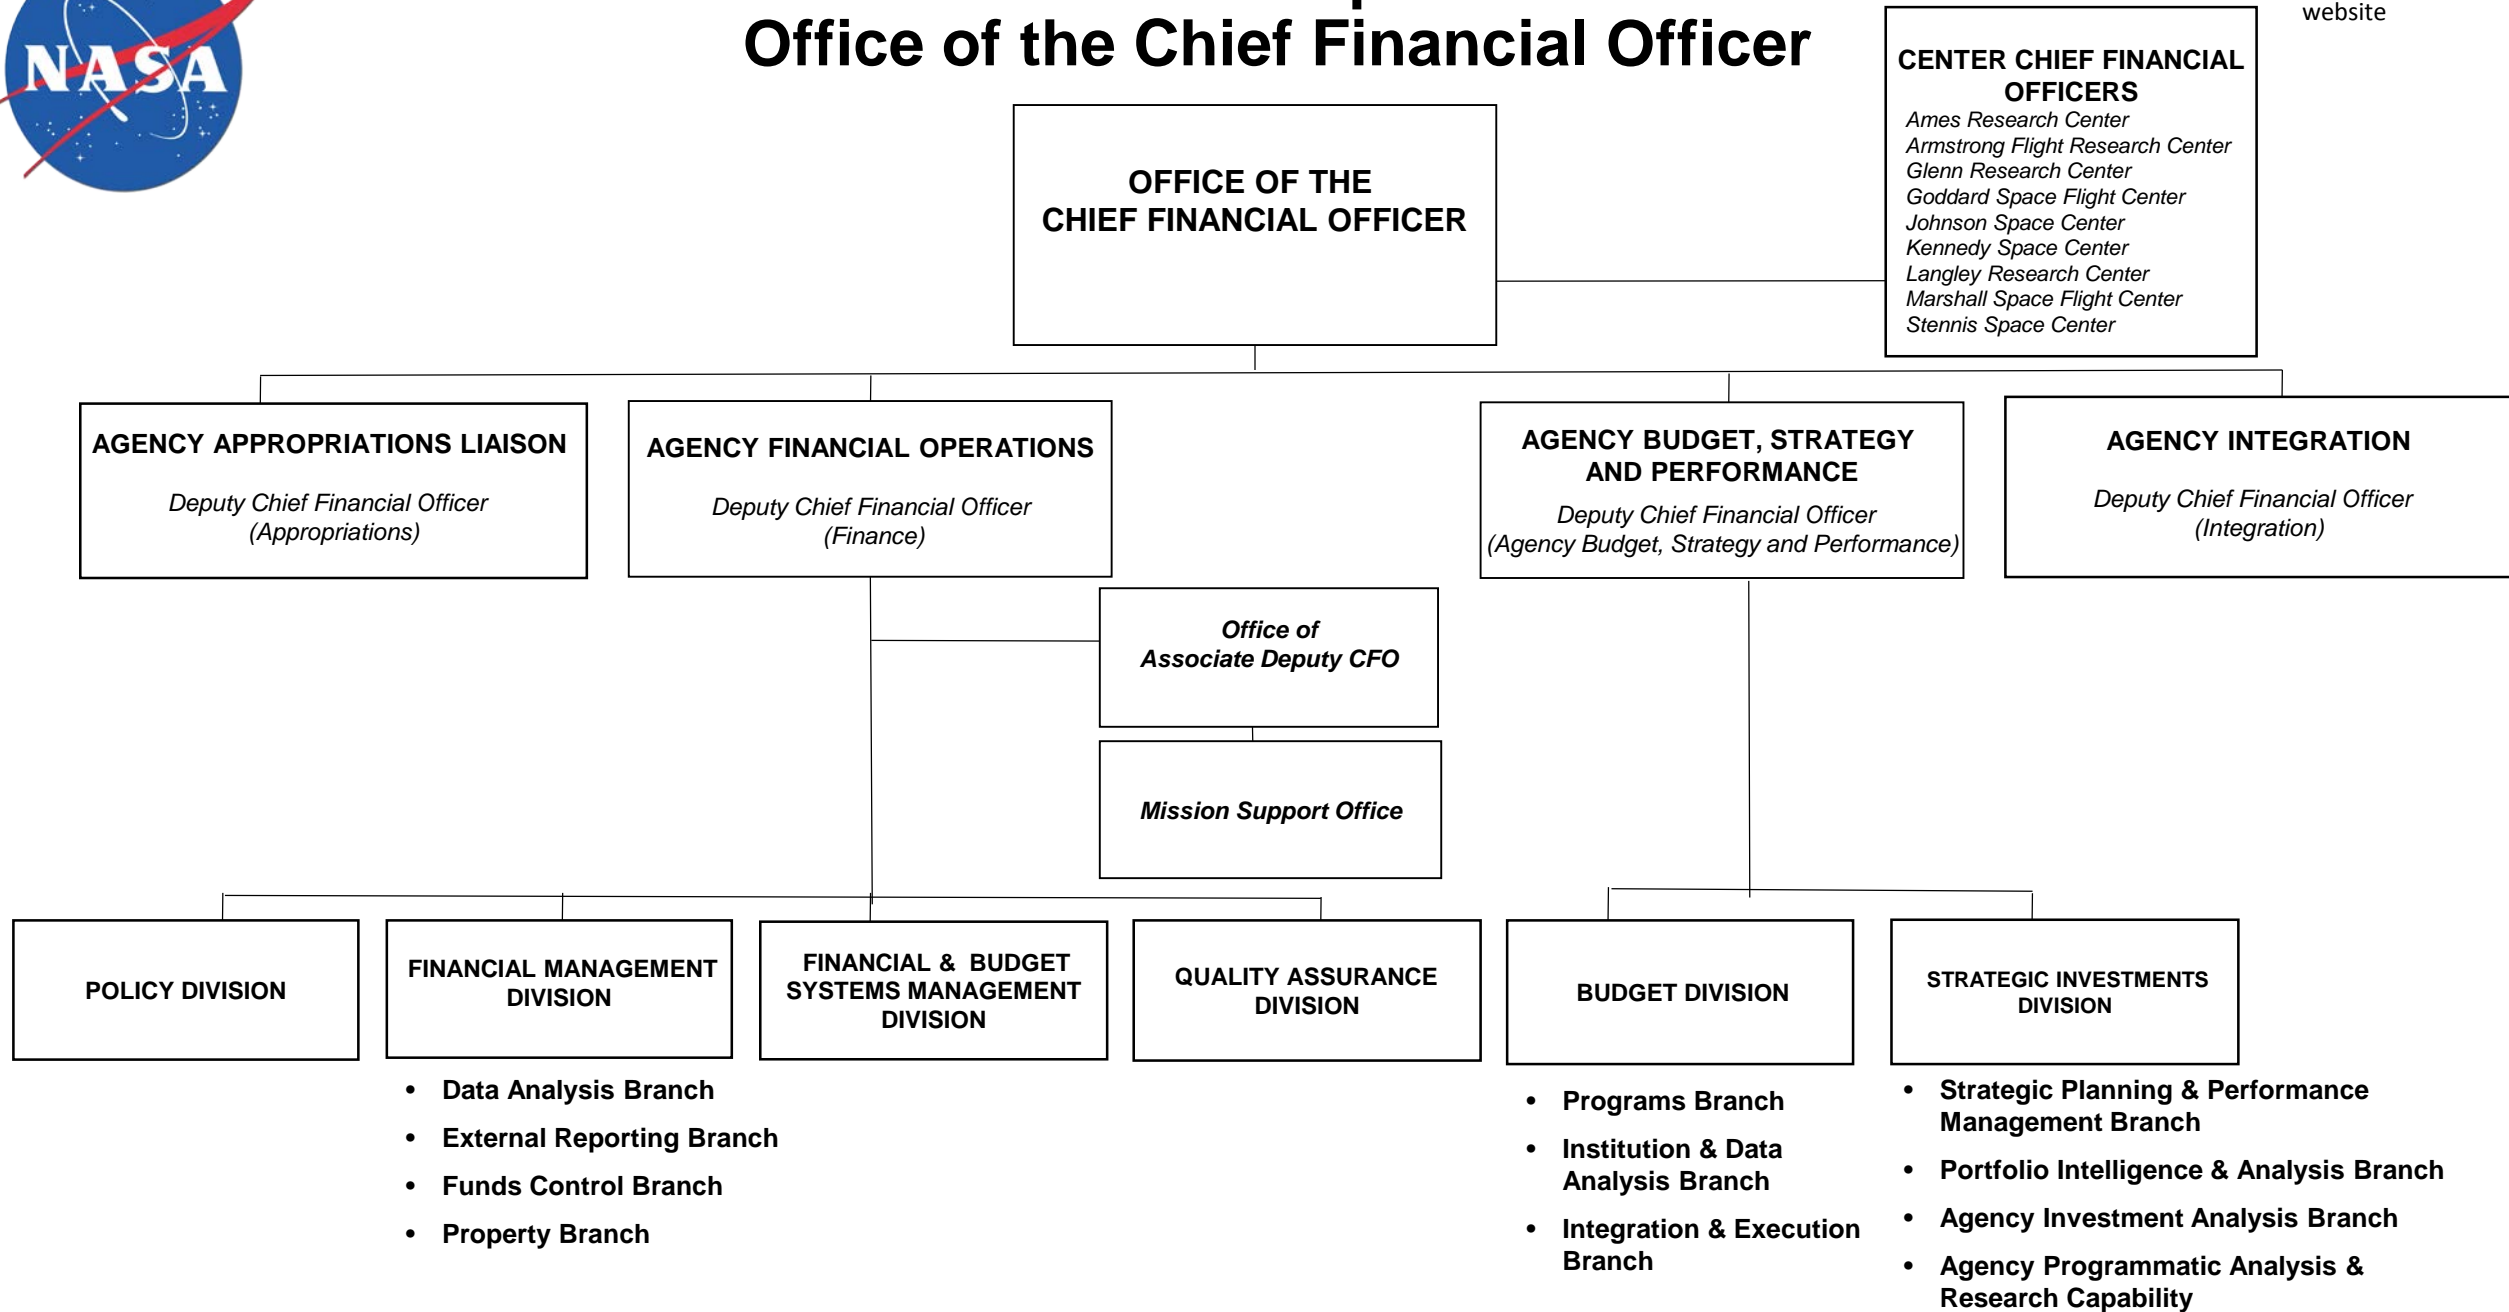 NASA
Office of the Chief Financial Officer
website
CENTER CHIEF FINANCIAL
OFFICERS
Ames Research Center
Armstrong Flight Research Center
Glenn Research Center
Goddard Space Flight Center
Johnson Space Center
Kennedy Space Center
Langley Research Center
Marshall Space Flight Center
Stennis Space Center
OFFICE OF THE
CHIEF FINANCIAL OFFICER
AGENCY APPROPRIATIONS LIAISON
Deputy Chief Financial Officer
(Appropriations)
AGENCY FINANCIAL OPERATIONS
Deputy Chief Financial Officer
(Finance)
AGENCY BUDGET, STRATEGY
AND PERFORMANCE
Deputy Chief Financial Officer
(Agency Budget, Strategy and Performance)
AGENCY INTEGRATION
Deputy Chief Financial Officer
(Integration)
Office of
Associate Deputy CFO
Mission Support Office
POLICY DIVISION
FINANCIAL MANAGEMENT
DIVISION
FINANCIAL & BUDGET
SYSTEMS MANAGEMENT
DIVISION
QUALITY ASSURANCE
DIVISION
BUDGET DIVISION
STRATEGIC INVESTMENTS
DIVISION
• Data Analysis Branch
• External Reporting Branch
• Funds Control Branch
• Property Branch
• Programs Branch
• Institution & Data
Analysis Branch
• Integration & Execution
Branch
• Strategic Planning & Performance
Management Branch
• Portfolio Intelligence & Analysis Branch
• Agency Investment Analysis Branch
• Agency Programmatic Analysis &
Research Capability